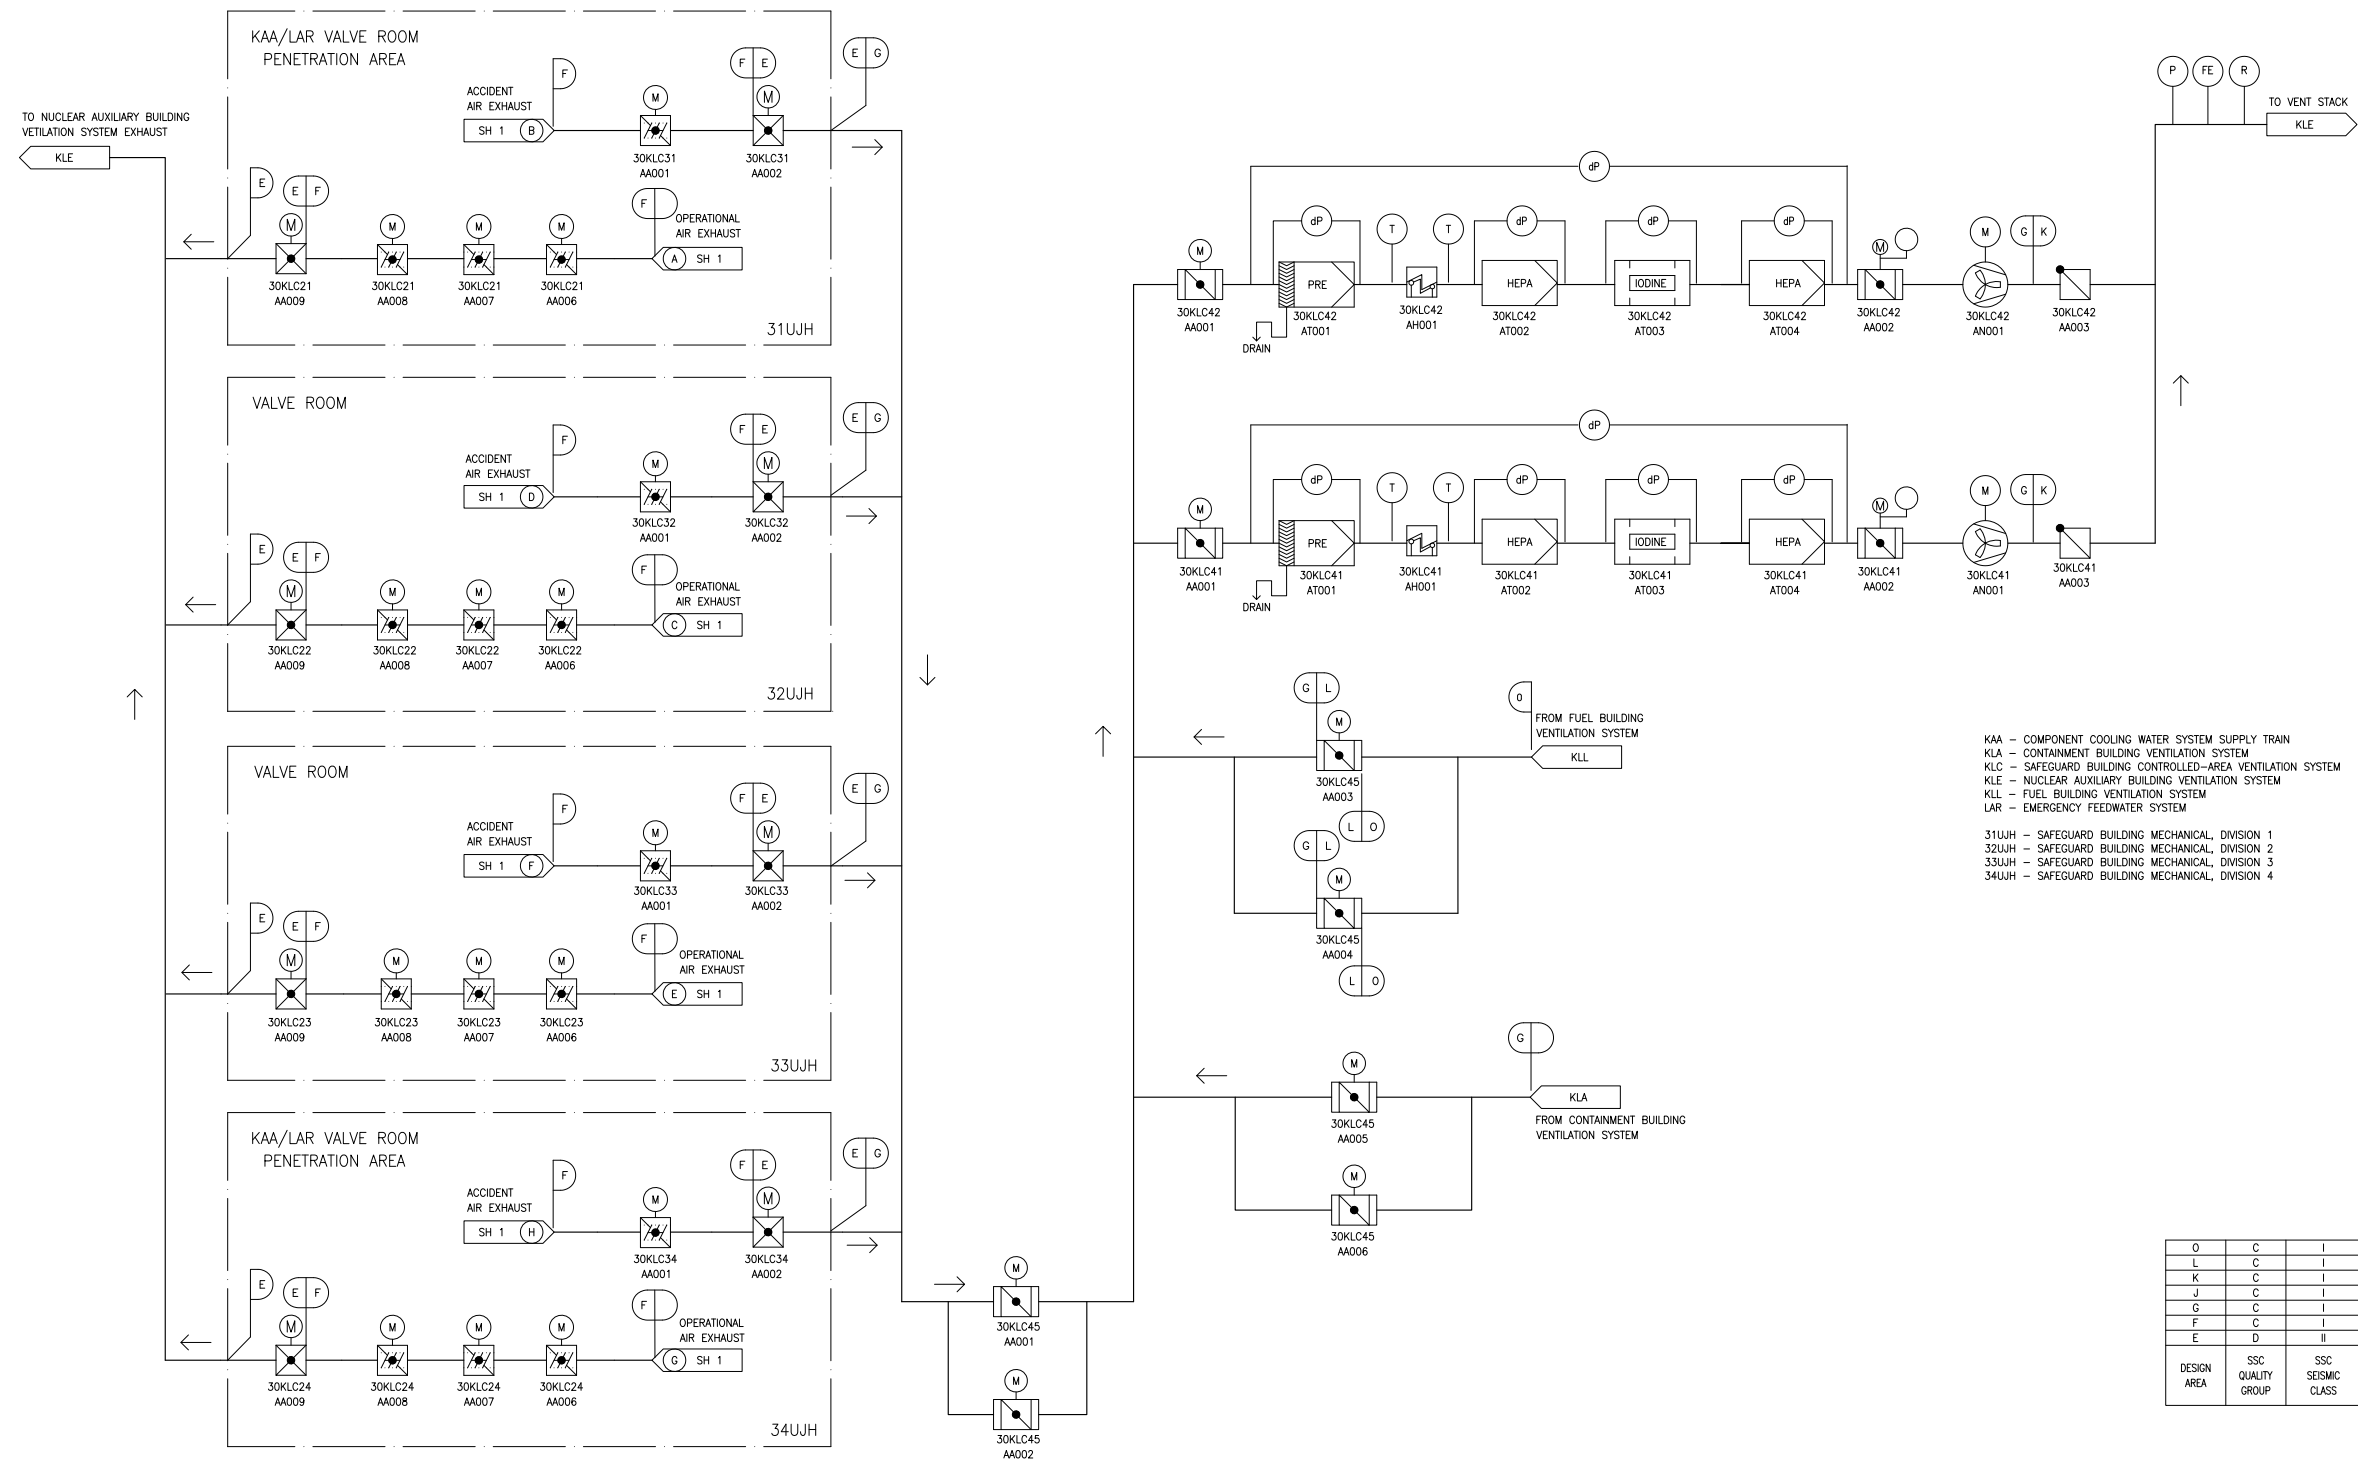 TO NUCLEAR AUXILIARY BUILDING
VETILATION SYSTEM EXHAUST
KLE
KAA/LAR VALVE ROOM
PENETRATION AREA
ACCIDENT
AIR EXHAUST
SH 1 B
F
M
30KLC31
AA001
F E
M
30KLC31
AA002
E G
E
E F
M
30KLC21
AA009
M
30KLC21
AA008
M
30KLC21
AA007
M
30KLC21
AA006
F
OPERATIONAL
AIR EXHAUST
A SH 1
31UJH
VALVE ROOM
ACCIDENT
AIR EXHAUST
SH 1 D
F
M
30KLC32
AA001
F E
M
30KLC32
AA002
E G
E
E F
M
30KLC22
AA009
M
30KLC22
AA008
M
30KLC22
AA007
M
30KLC22
AA006
F
OPERATIONAL
AIR EXHAUST
C SH 1
32UJH
VALVE ROOM
ACCIDENT
AIR EXHAUST
SH 1 F
F
M
30KLC33
AA001
F E
M
30KLC33
AA002
E G
E
E F
M
30KLC23
AA009
M
30KLC23
AA008
M
30KLC23
AA007
M
30KLC23
AA006
F
OPERATIONAL
AIR EXHAUST
E SH 1
33UJH
KAA/LAR VALVE ROOM
PENETRATION AREA
ACCIDENT
AIR EXHAUST
SH 1 H
F
M
30KLC34
AA001
F E
M
30KLC34
AA002
E G
E
E F
M
30KLC24
AA009
M
30KLC24
AA008
M
30KLC24
AA007
M
30KLC24
AA006
F
OPERATIONAL
AIR EXHAUST
G SH 1
34UJH
M
30KLC45
AA001
M
30KLC45
AA002
P FE R
TO VENT STACK
KLE
dP
M
30KLC42
AA001
dP
PRE
30KLC42
AT001
DRAIN
T T
30KLC42
AH001
dP
HEPA
30KLC42
AT002
dP
IODINE
30KLC42
AT003
dP
HEPA
30KLC42
AT004
M
30KLC42
AA002
M
30KLC42
AN001
G K
30KLC42
AA003
dP
M
30KLC41
AA001
dP
PRE
30KLC41
AT001
DRAIN
T T
30KLC41
AH001
dP
HEPA
30KLC41
AT002
dP
IODINE
30KLC41
AT003
dP
HEPA
30KLC41
AT004
M
30KLC41
AA002
M
30KLC41
AN001
G K
30KLC41
AA003
G L
M
30KLC45
AA003
L O
O
FROM FUEL BUILDING
VENTILATION SYSTEM
KLL
G L
M
30KLC45
AA004
L O
M
30KLC45
AA005
G
KLA
FROM CONTAINMENT BUILDING
VENTILATION SYSTEM
M
30KLC45
AA006
KAA – COMPONENT COOLING WATER SYSTEM SUPPLY TRAIN
KLA – CONTAINMENT BUILDING VENTILATION SYSTEM
KLC – SAFEGUARD BUILDING CONTROLLED–AREA VENTILATION SYSTEM
KLE – NUCLEAR AUXILIARY BUILDING VENTILATION SYSTEM
KLL – FUEL BUILDING VENTILATION SYSTEM
LAR – EMERGENCY FEEDWATER SYSTEM
31UJH – SAFEGUARD BUILDING MECHANICAL, DIVISION 1
32UJH – SAFEGUARD BUILDING MECHANICAL, DIVISION 2
33UJH – SAFEGUARD BUILDING MECHANICAL, DIVISION 3
34UJH – SAFEGUARD BUILDING MECHANICAL, DIVISION 4
O C I
L C I
K C I
J C I
G C I
F C I
E D II
DESIGN AREA
SSC QUALITY GROUP
SSC SEISMIC CLASS